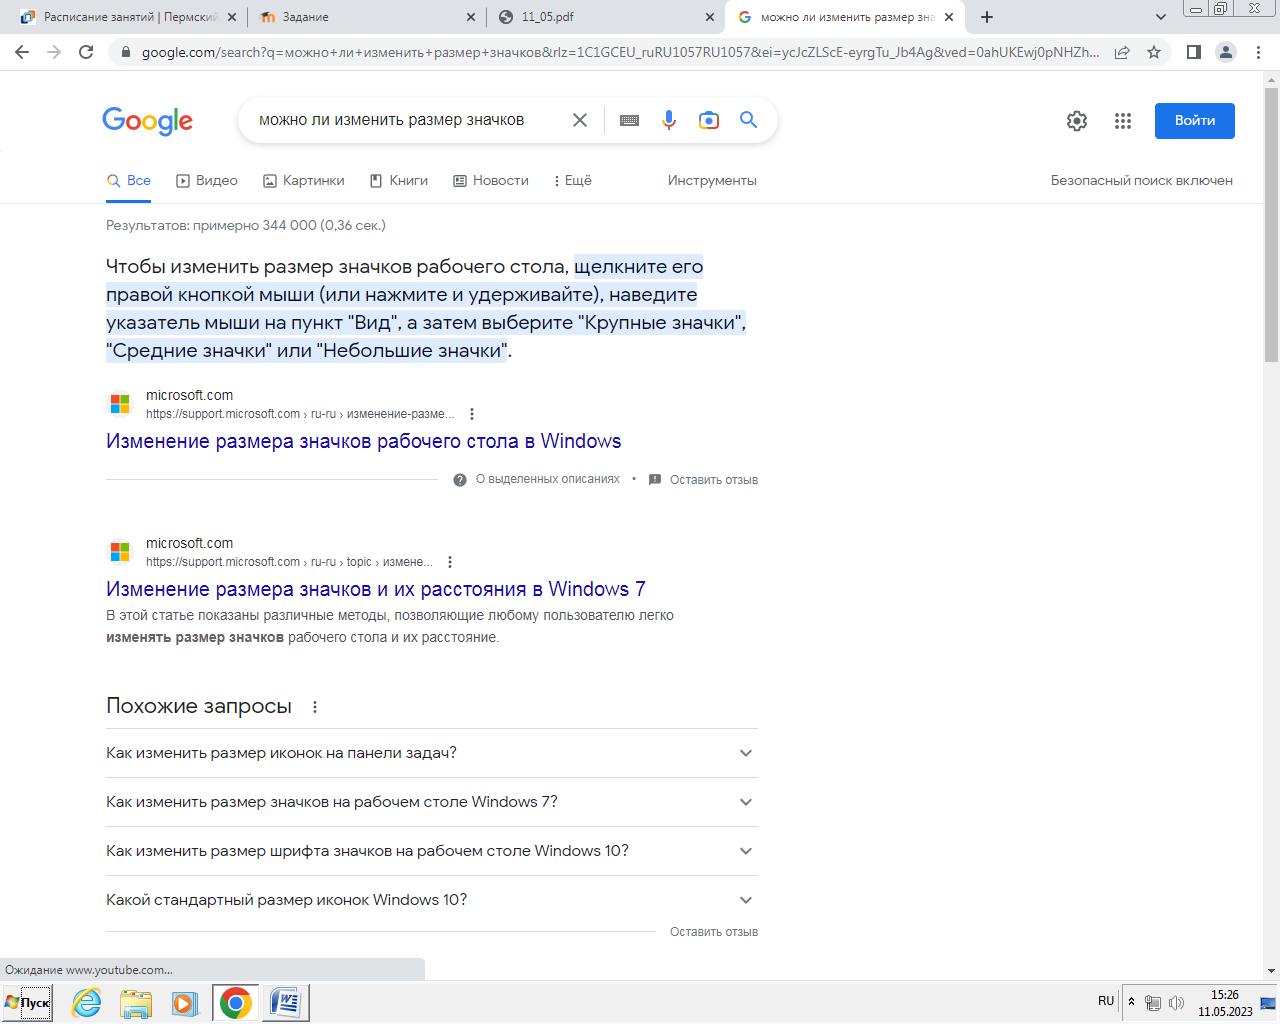 Расписание занятий | Пермский
Задание
11_05.pdf
можно ли изменить размер зна
google.com/search?q=можно+ли+изменить+размер+значков&rlz=1C1GCEU_ruRU1057RU1057&ei=ycJcZLScE-eyrgTu_Jb4Ag&ved=0ahUKEwj0pNHZh...
Google
можно ли изменить размер значков
Войти
Все
Видео
Картинки
Книги
Новости
Ещё
Инструменты
Безопасный поиск включен
Результатов: примерно 344 000 (0,36 сек.)
Чтобы изменить размер значков рабочего стола, щелкните его
правой кнопкой мыши (или нажмите и удерживайте), наведите
указатель мыши на пункт "Вид", а затем выберите "Крупные значки",
"Средние значки" или "Небольшие значки".
microsoft.com
https://support.microsoft.com › ru-ru › изменение-разме...
Изменение размера значков рабочего стола в Windows
О выделенных описаниях • Оставить отзыв
microsoft.com
https://support.microsoft.com › ru-ru › topic › измене...
Изменение размера значков и их расстояния в Windows 7
В этой статье показаны различные методы, позволяющие любому пользователю легко
изменять размер значков рабочего стола и их расстояние.
Похожие запросы
Как изменить размер иконок на панели задач?
Как изменить размер значков на рабочем столе Windows 7?
Как изменить размер шрифта значков на рабочем столе Windows 10?
Какой стандартный размер иконок Windows 10?
Оставить отзыв
Ожидание www.youtube.com...
Пуск
RU
15:26
11.05.2023